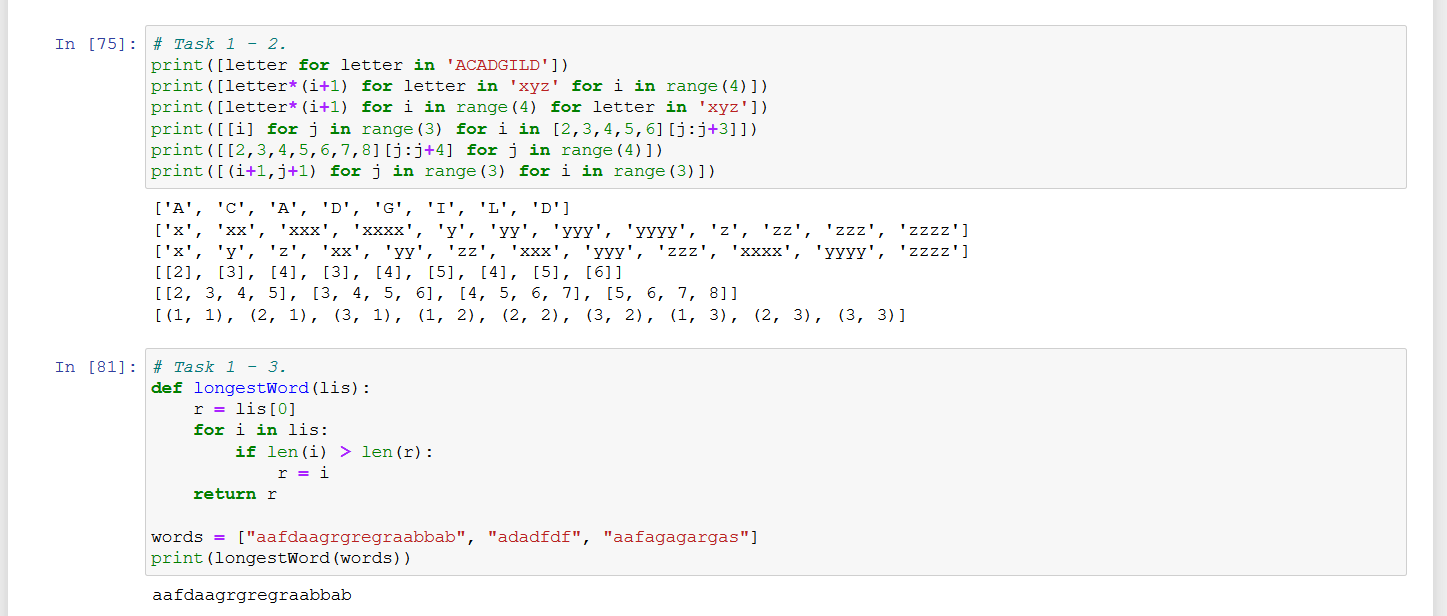 In [75]: # Task 1 - 2.
print([letter for letter in 'ACADGILD'])
print([letter*(i+1) for letter in 'xyz' for i in range(4)])
print([letter*(i+1) for i in range(4) for letter in 'xyz'])
print([[i] for j in range(3) for i in [2,3,4,5,6][j:j+3]])
print([[2,3,4,5,6,7,8][j:j+4] for j in range(4)])
print([(i+1,j+1) for j in range(3) for i in range(3)])
['A', 'C', 'A', 'D', 'G', 'I', 'L', 'D']
['x', 'xx', 'xxx', 'xxxx', 'y', 'yy', 'yyy', 'yyyy', 'z', 'zz', 'zzz', 'zzzz']
['x', 'y', 'z', 'xx', 'yy', 'zz', 'xxx', 'yyy', 'zzz', 'xxxx', 'yyyy', 'zzzz']
[[2], [3], [4], [3], [4], [5], [4], [5], [6]]
[[2, 3, 4, 5], [3, 4, 5, 6], [4, 5, 6, 7], [5, 6, 7, 8]]
[(1, 1), (2, 1), (3, 1), (1, 2), (2, 2), (3, 2), (1, 3), (2, 3), (3, 3)]
In [81]: # Task 1 - 3.
def longestWord(lis):
    r = lis[0]
    for i in lis:
        if len(i) > len(r):
            r = i
    return r
words = ["aafdaagrgregraabbab", "adadfdf", "aafagagargas"]
print(longestWord(words))
aafdaagrgregraabbab